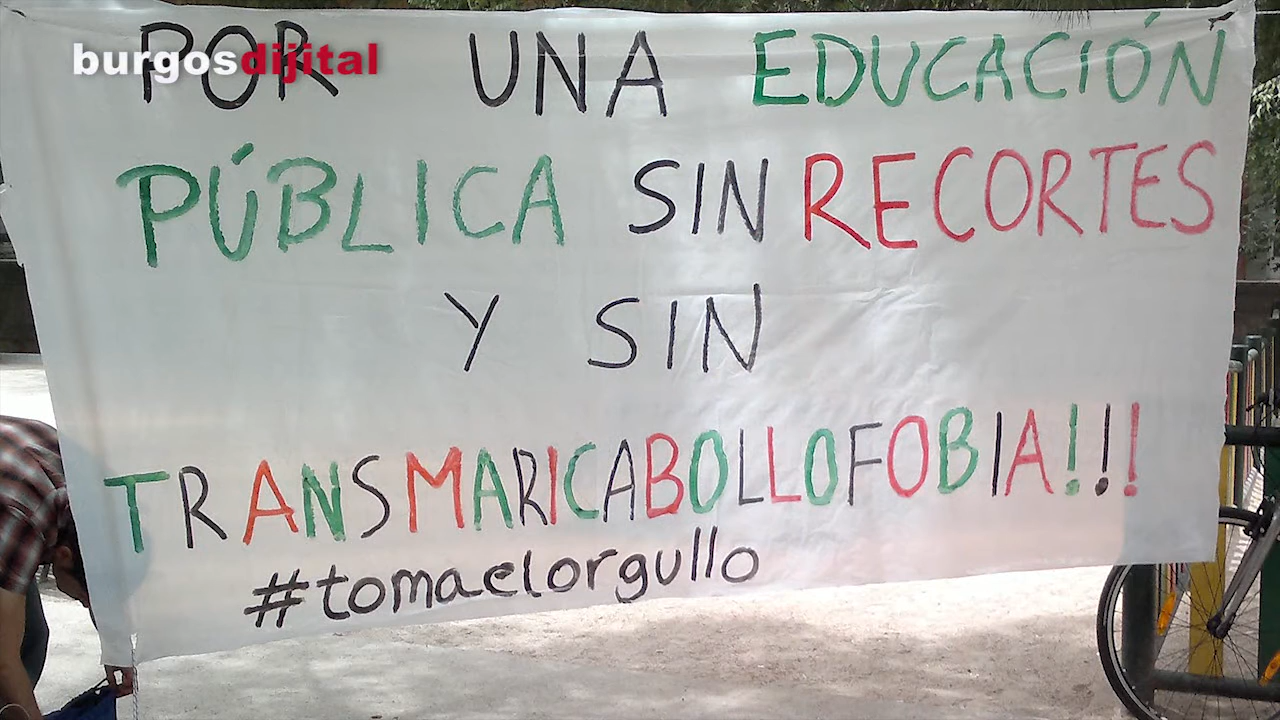 burgosdijital
POR UNA EDUCACIÓN
PÚBLICA SIN RECORTES
Y SIN
TRANSMARICABOLLOFOBIA!!!
#tomaelorgullo